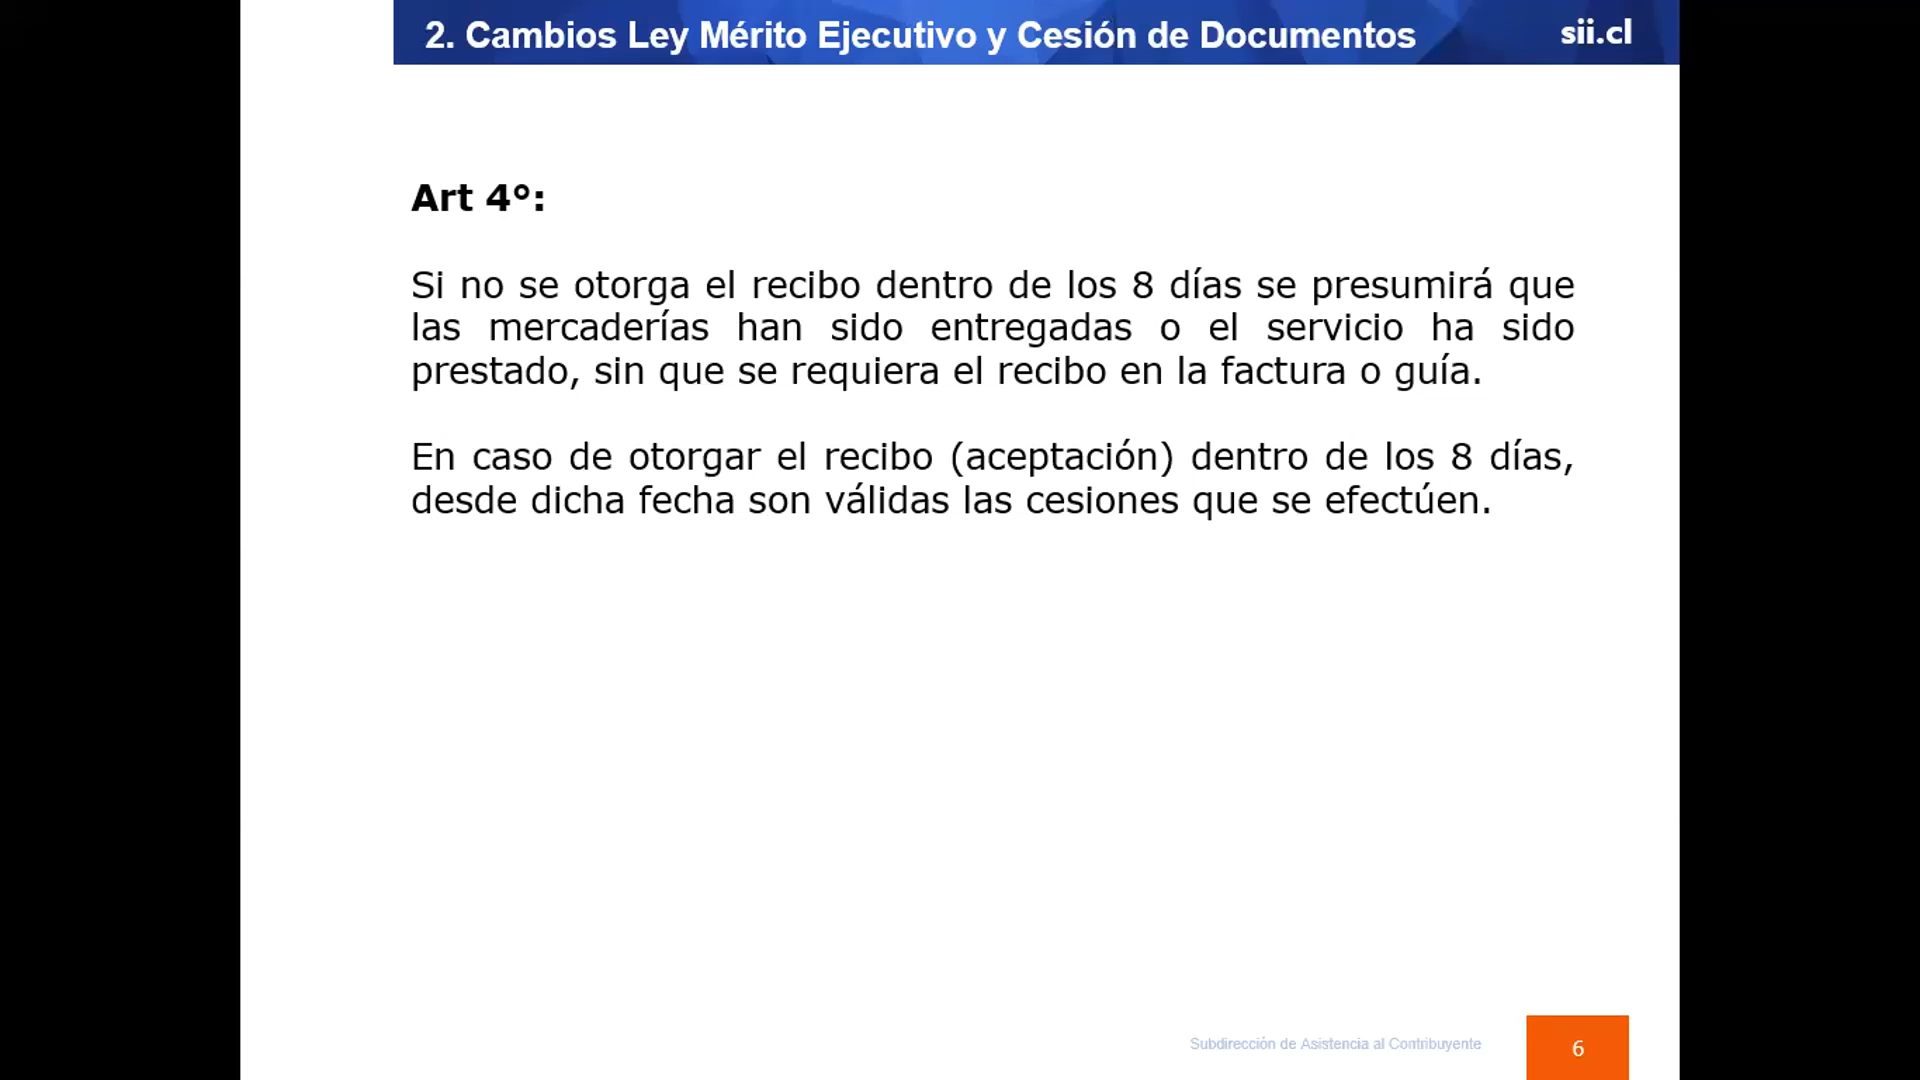 2. Cambios Ley Mérito Ejecutivo y Cesión de Documentos
sii.cl
Art 4°:
Si no se otorga el recibo dentro de los 8 días se presumirá que
las mercaderías han sido entregadas o el servicio ha sido
prestado, sin que se requiera el recibo en la factura o guía.
En caso de otorgar el recibo (aceptación) dentro de los 8 días,
desde dicha fecha son válidas las cesiones que se efectúen.
Subdirección de Asistencia al Contribuyente
6